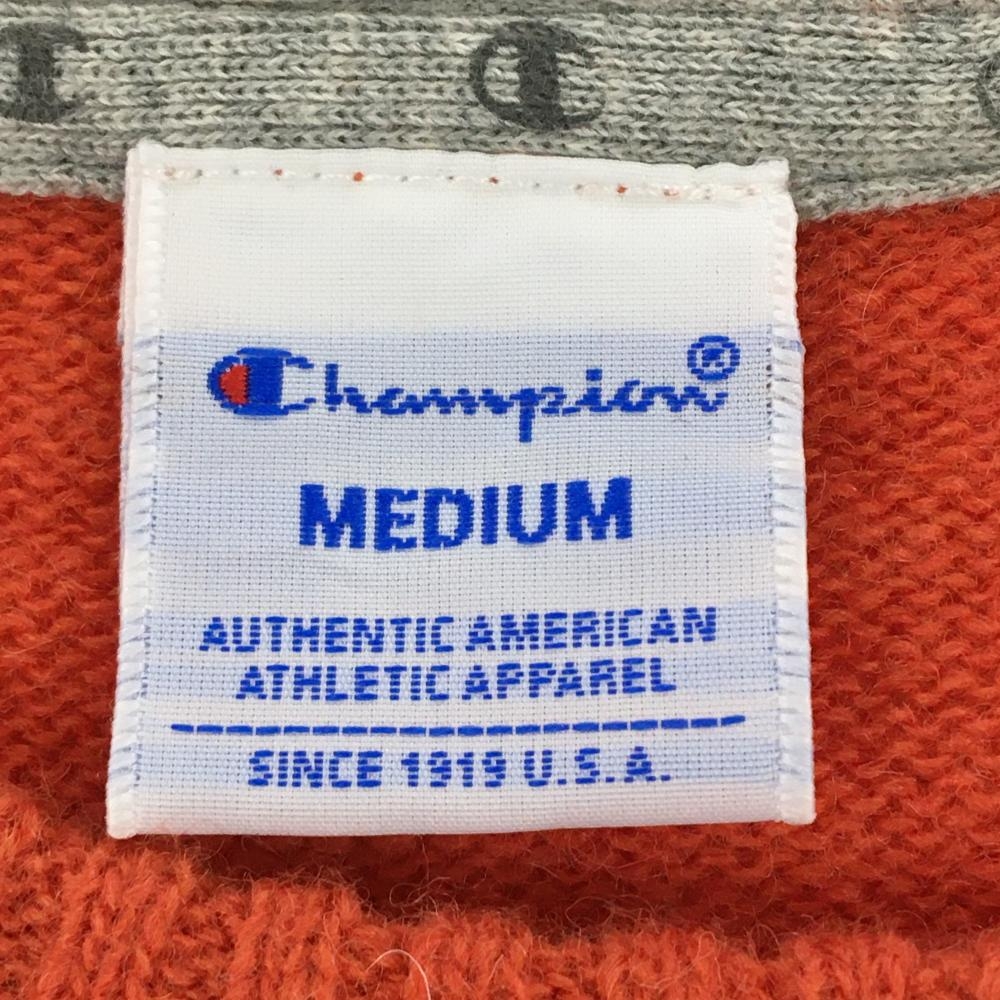 Champion®
MEDIUM
AUTHENTIC AMERICAN
ATHLETIC APPAREL
SINCE 1919 U.S.A.